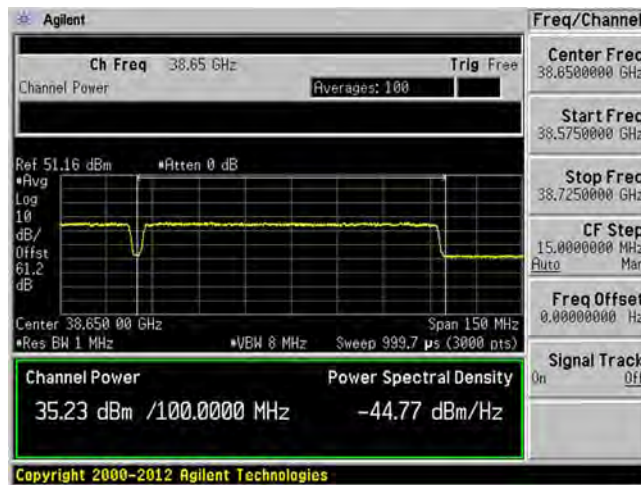 Agilent
Freq/Channel
Ch Freq 38.65 GHz Trig Free
Channel Power Averages: 100
Center Freq
38.6500000 GHz
Start Freq
38.5750000 GHz
Stop Freq
38.7250000 GHz
CF Step
15.0000000 MHz
Auto Man
Freq Offset
0.00000000 Hz
Signal Track
On Off
Ref 51.16 dBm #Atten 0 dB
#Avg
Log
10
dB/
Offst
61.2
dB
Center 38.650 00 GHz Span 150 MHz
#Res BW 1 MHz #VBW 8 MHz Sweep 999.7 µs (3000 pts)
Channel Power Power Spectral Density
35.23 dBm /100.0000 MHz -44.77 dBm/Hz
Copyright 2000-2012 Agilent Technologies